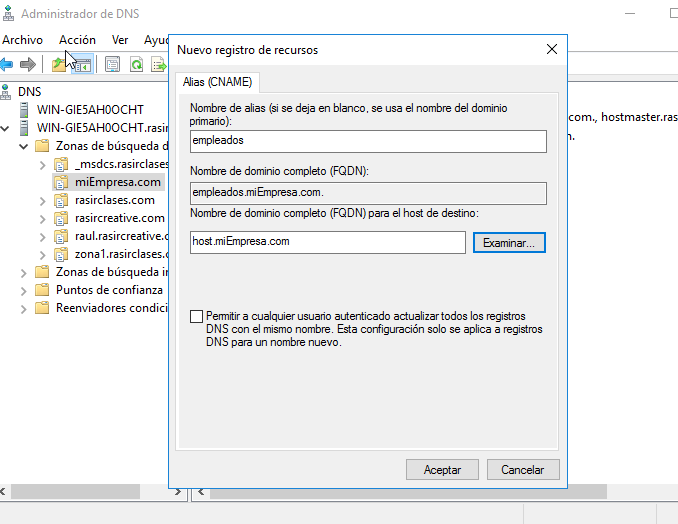 Administrador de DNS
Archivo Acción Ver Ayuc
Nuevo registro de recursos
DNS
WIN-GIE5AH0OCHT
WIN-GIE5AH0OCHT.rasir
Zonas de búsqueda d
_msdcs.rasirclases
miEmpresa.com
rasirclases.com
rasircreative.com
raul.rasircreative.c
zona1.rasirclases.c
Zonas de búsqueda in
Puntos de confianza
Reenviadores condici
Alias (CNAME)
Nombre de alias (si se deja en blanco, se usa el nombre del dominio
primario):
empleados
Nombre de dominio completo (FQDN):
empleados.miEmpresa.com.
Nombre de dominio completo (FQDN) para el host de destino:
host.miEmpresa.com
Examinar...
Permitir a cualquier usuario autenticado actualizar todos los registros
DNS con el mismo nombre. Esta configuración solo se aplica a registros
DNS para un nombre nuevo.
Aceptar Cancelar
com., hostmaster.ras
n.